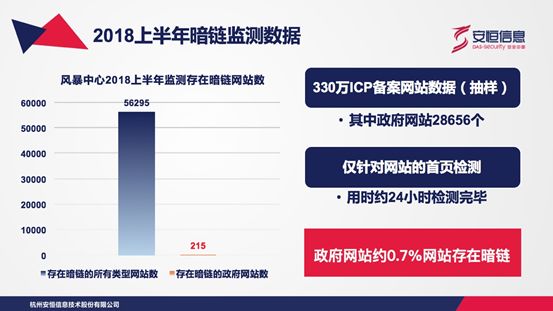 2018上半年暗链监测数据
安恒信息
DAS-security 安全中国
风暴中心2018上半年监测存在暗链网站数
60000
50000
40000
30000
20000
10000
0
56295
215
存在暗链的所有类型网站数
存在暗链的政府网站数
330万ICP备案网站数据（抽样）
• 其中政府网站28656个
仅针对网站的首页检测
• 用时约24小时检测完毕
政府网站约0.7%网站存在暗链
杭州安恒信息技术股份有限公司